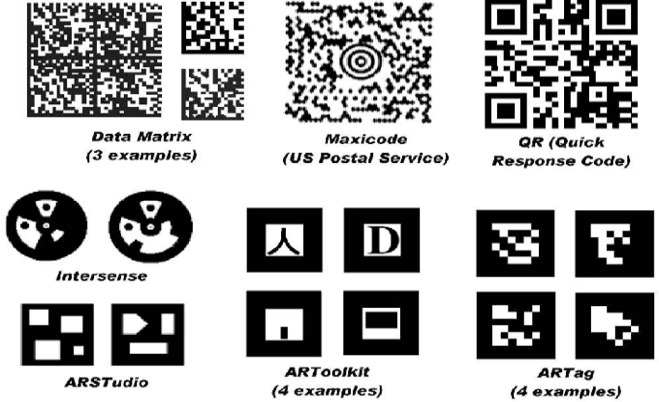 Data Matrix
(3 examples)
Maxicode
(US Postal Service)
QR (Quick
Response Code)
Intersense
人
D
ARSTudio
ARToolkit
(4 examples)
ARTag
(4 examples)